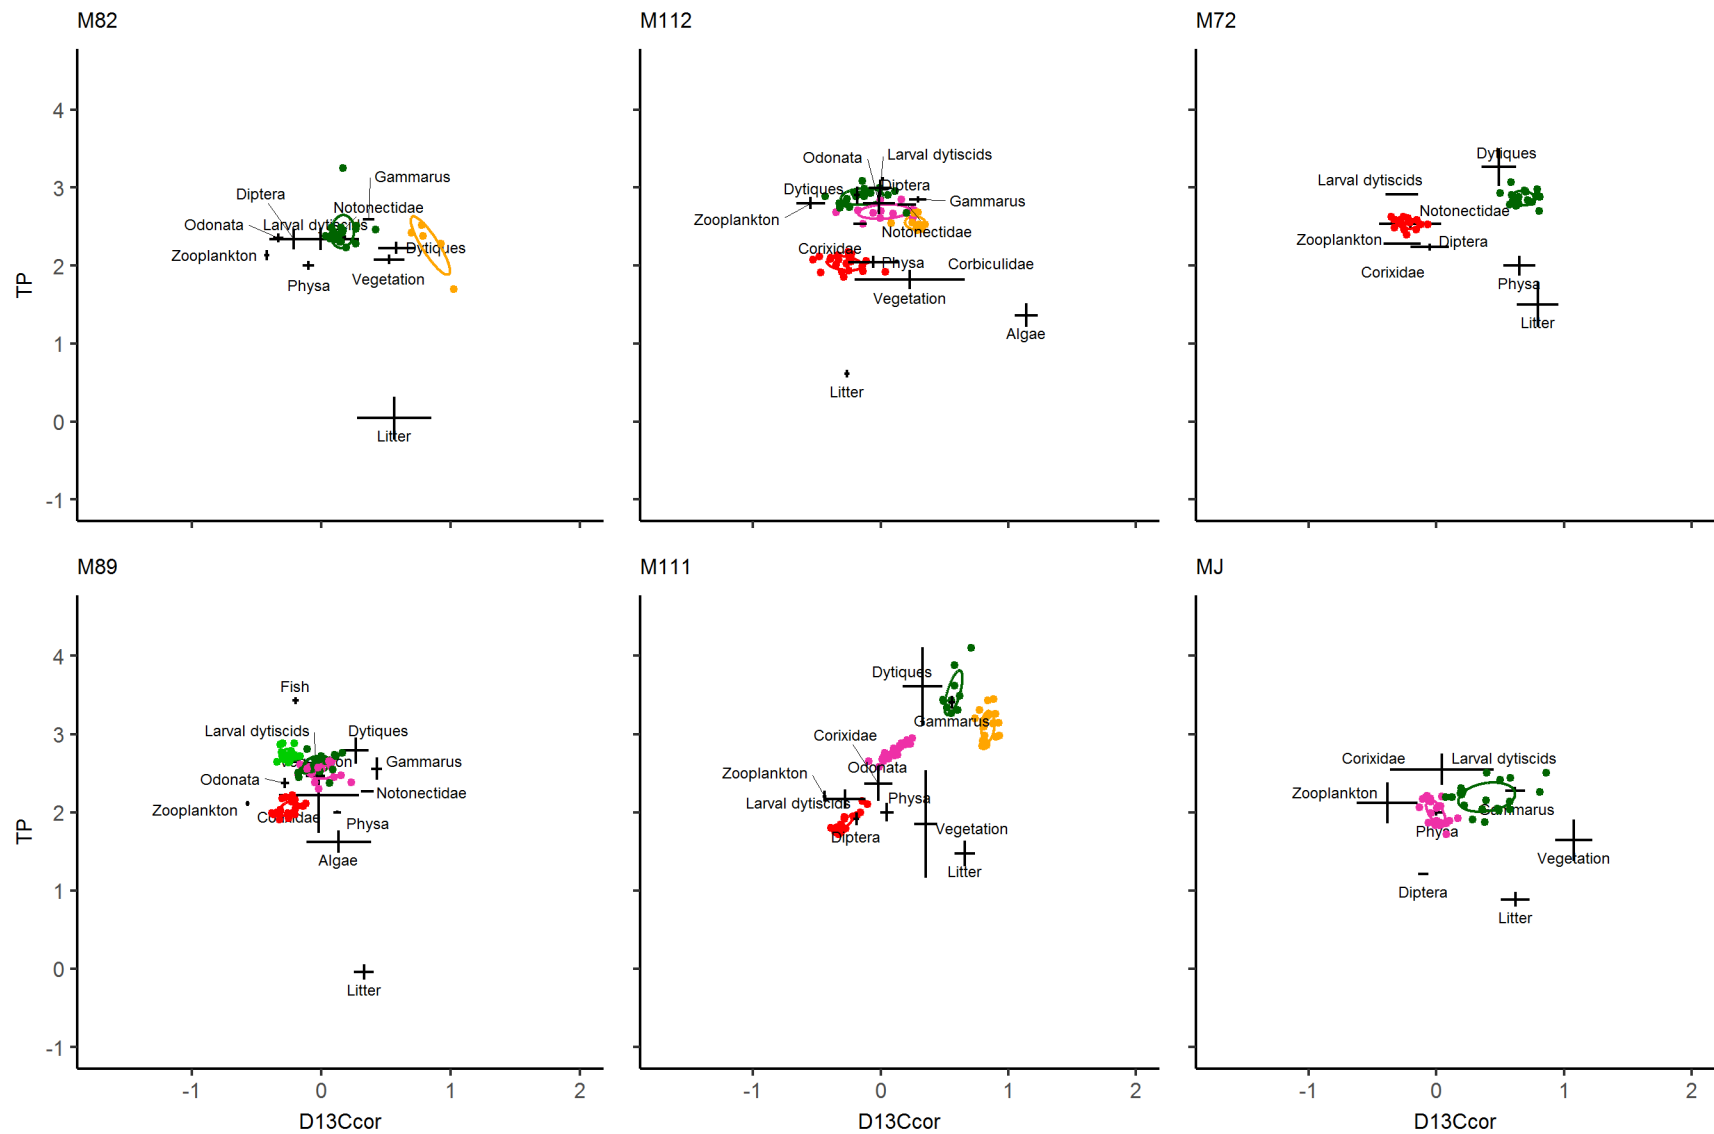 M82
M112
M72
TP
4
3
2
1
0
-1
Gammarus
Diptera
Notonectidae
Odonata
Larval dytiscids
Zooplankton
Dytiques
Physa
Vegetation
Litter
Odonata
Larval dytiscids
Dytiques
Diptera
Gammarus
Zooplankton
Notonectidae
Corixidae
Physa
Corbiculidae
Vegetation
Algae
Litter
Dytiques
Larval dytiscids
Notonectidae
Zooplankton
Diptera
Corixidae
Physa
Litter
M89
M111
MJ
TP
4
3
2
1
0
-1
Fish
Larval dytiscids
Dytiques
Gammarus
Odonata
Notonectidae
Zooplankton
Corixidae
Physa
Algae
Litter
-1
0
1
2
D13Ccor
Dytiques
Gammarus
Corixidae
Odonata
Zooplankton
Larval dytiscids
Physa
Diptera
Vegetation
Litter
-1
0
1
2
D13Ccor
Corixidae
Larval dytiscids
Zooplankton
Gammarus
Physa
Vegetation
Diptera
Litter
-1
0
1
2
D13Ccor